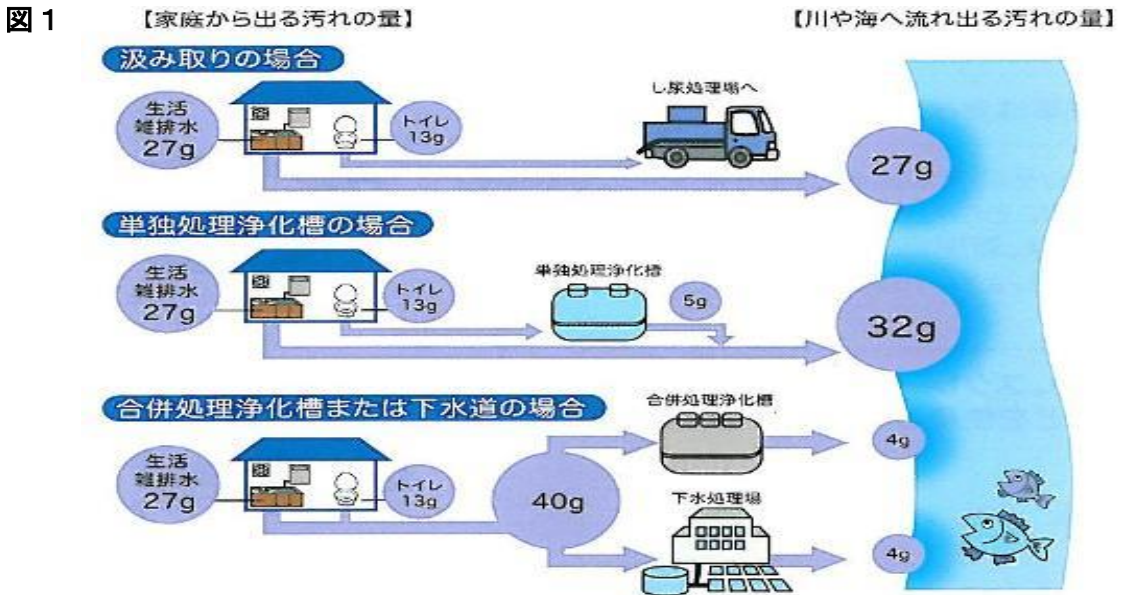 図1
【家庭から出る汚れの量】
【川や海へ流れ出る汚れの量】
汲み取りの場合
生活
雑排水
27g
トイレ
13g
し尿処理場へ
27g
単独処理浄化槽の場合
生活
雑排水
27g
トイレ
13g
単独処理浄化槽
5g
32g
合併処理浄化槽または下水道の場合
生活
雑排水
27g
トイレ
13g
40g
合併処理浄化槽
4g
下水処理場
4g